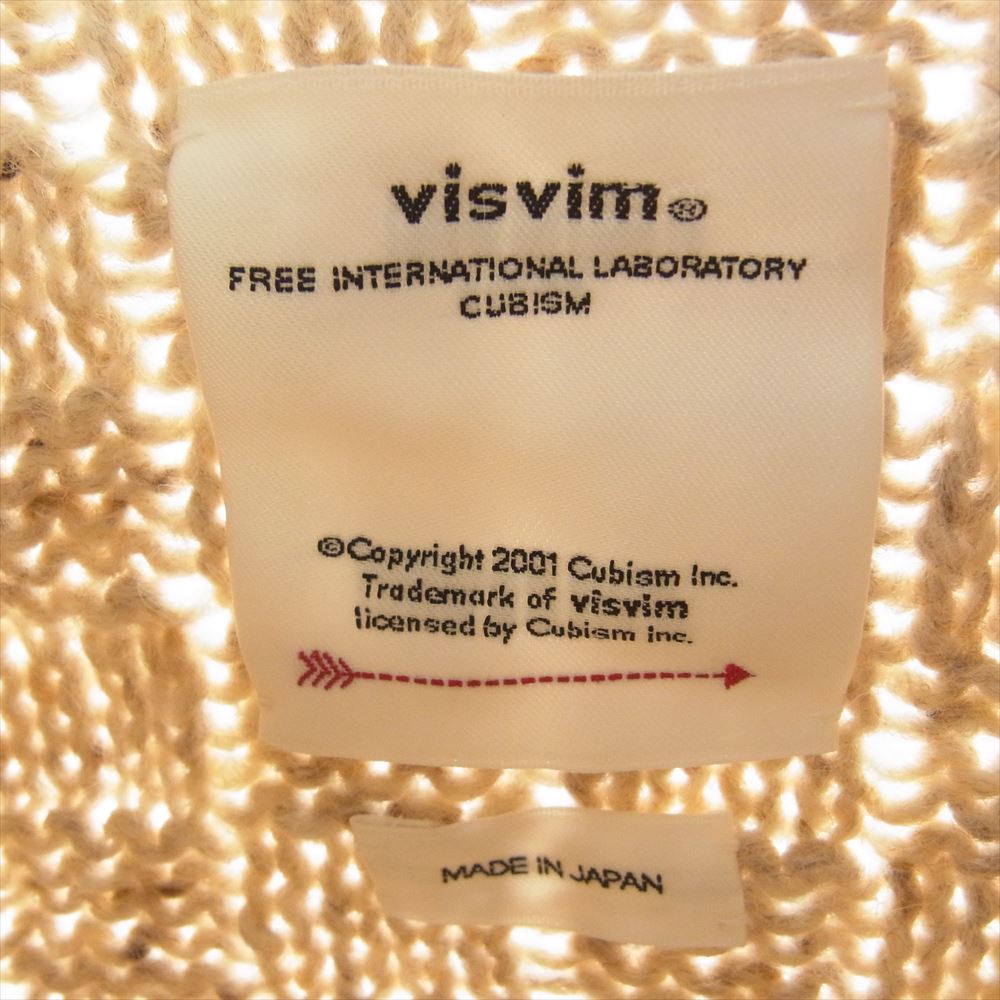 visvim®
FREE INTERNATIONAL LABORATORY
CUBISM
©Copyright 2001 Cubism Inc.
Trademark of visvim
licensed by Cubism Inc.
MADE IN JAPAN